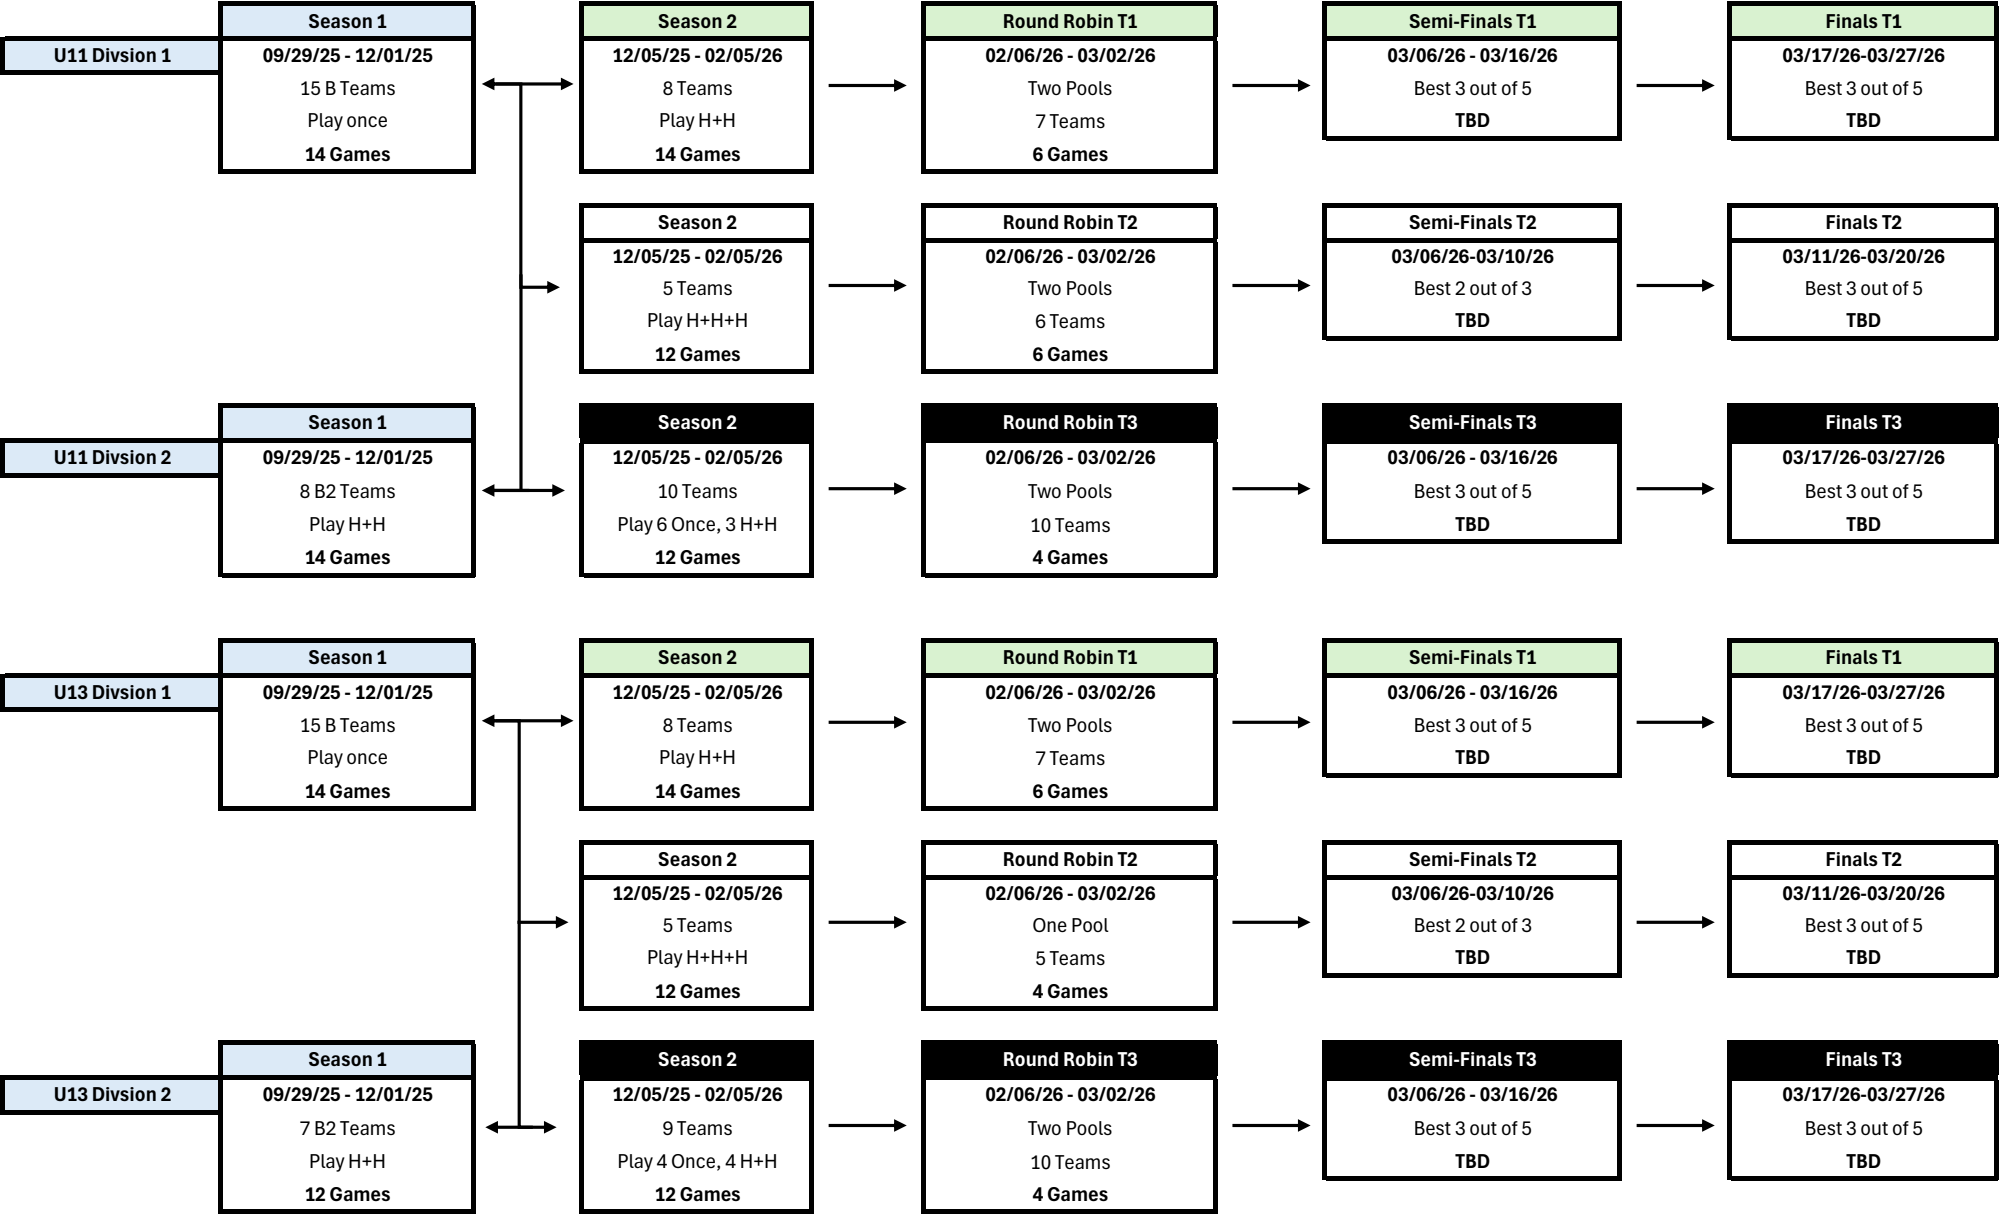 Season 1
Season 2
Round Robin T1
Semi-Finals T1
Finals T1
U11 Divsion 1
09/29/25 - 12/01/25
12/05/25 - 02/05/26
02/06/26 - 03/02/26
03/06/26 - 03/16/26
03/17/26-03/27/26
15 B Teams
8 Teams
Two Pools
Best 3 out of 5
Best 3 out of 5
Play once
Play H+H
7 Teams
TBD
TBD
14 Games
14 Games
6 Games
Season 2
Round Robin T2
Semi-Finals T2
Finals T2
12/05/25 - 02/05/26
02/06/26 - 03/02/26
03/06/26-03/10/26
03/11/26-03/20/26
5 Teams
Two Pools
Best 2 out of 3
Best 3 out of 5
Play H+H+H
6 Teams
TBD
TBD
12 Games
6 Games
Season 1
Season 2
Round Robin T3
Semi-Finals T3
Finals T3
U11 Divsion 2
09/29/25 - 12/01/25
12/05/25 - 02/05/26
02/06/26 - 03/02/26
03/06/26 - 03/16/26
03/17/26-03/27/26
8 B2 Teams
10 Teams
Two Pools
Best 3 out of 5
Best 3 out of 5
Play H+H
Play 6 Once, 3 H+H
10 Teams
TBD
TBD
14 Games
12 Games
4 Games
Season 1
Season 2
Round Robin T1
Semi-Finals T1
Finals T1
U13 Divsion 1
09/29/25 - 12/01/25
12/05/25 - 02/05/26
02/06/26 - 03/02/26
03/06/26 - 03/16/26
03/17/26-03/27/26
15 B Teams
8 Teams
Two Pools
Best 3 out of 5
Best 3 out of 5
Play once
Play H+H
7 Teams
TBD
TBD
14 Games
14 Games
6 Games
Season 2
Round Robin T2
Semi-Finals T2
Finals T2
12/05/25 - 02/05/26
02/06/26 - 03/02/26
03/06/26-03/10/26
03/11/26-03/20/26
5 Teams
One Pool
Best 2 out of 3
Best 3 out of 5
Play H+H+H
5 Teams
TBD
TBD
12 Games
4 Games
Season 1
Season 2
Round Robin T3
Semi-Finals T3
Finals T3
U13 Divsion 2
09/29/25 - 12/01/25
12/05/25 - 02/05/26
02/06/26 - 03/02/26
03/06/26 - 03/16/26
03/17/26-03/27/26
7 B2 Teams
9 Teams
Two Pools
Best 3 out of 5
Best 3 out of 5
Play H+H
Play 4 Once, 4 H+H
10 Teams
TBD
TBD
12 Games
12 Games
4 Games